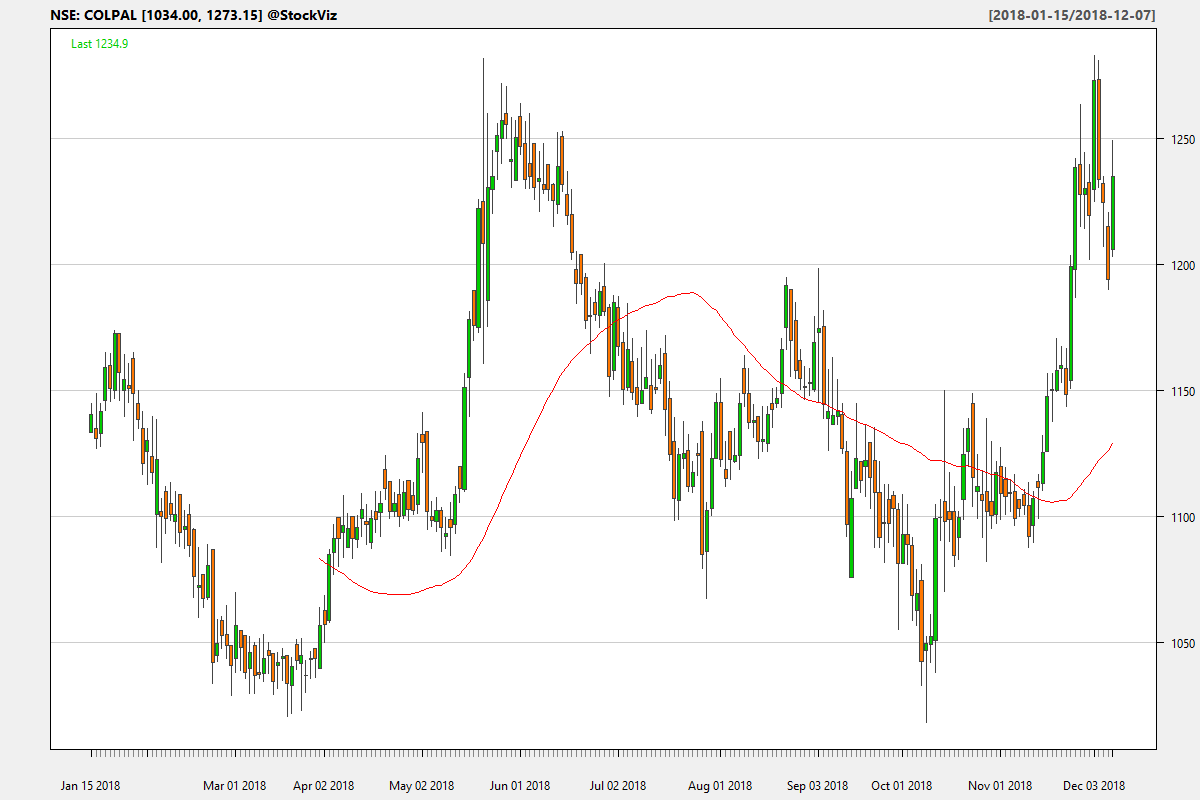 NSE: COLPAL [1034.00, 1273.15] @StockViz [2018-01-15/2018-12-07]
Last 1234.9
1250
1200
1150
1100
1050
Jan 15 2018 Mar 01 2018 Apr 02 2018 May 02 2018 Jun 01 2018 Jul 02 2018 Aug 01 2018 Sep 03 2018 Oct 01 2018 Nov 01 2018 Dec 03 2018